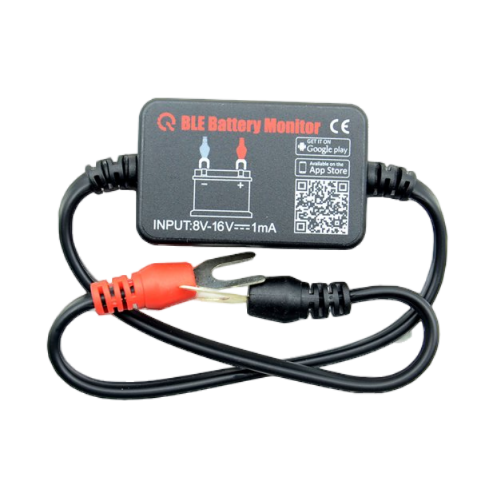 BLE Battery Monitor CE
GET IT ON
Google play
Available on the
App Store
- +
INPUT:8V-16V⎓1mA